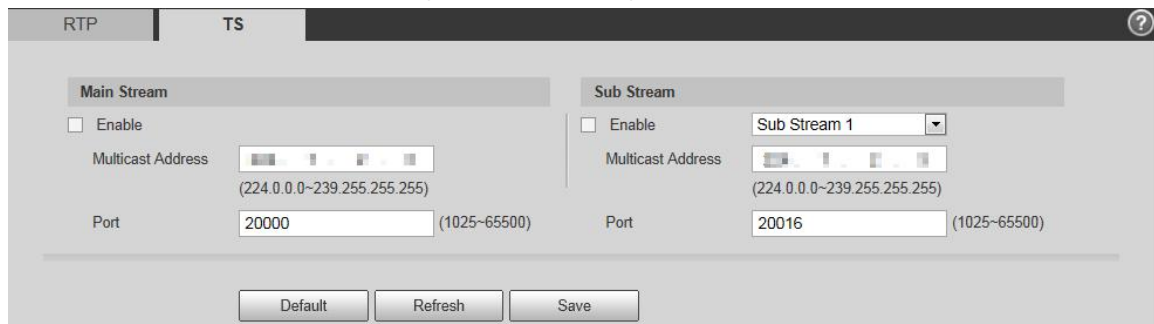 RTP TS ?
Main Stream Sub Stream
Enable Enable Sub Stream 1
Multicast Address Multicast Address
(224.0.0.0~239.255.255.255) (224.0.0.0~239.255.255.255)
Port 20000 (1025~65500) Port 20016 (1025~65500)
Default Refresh Save